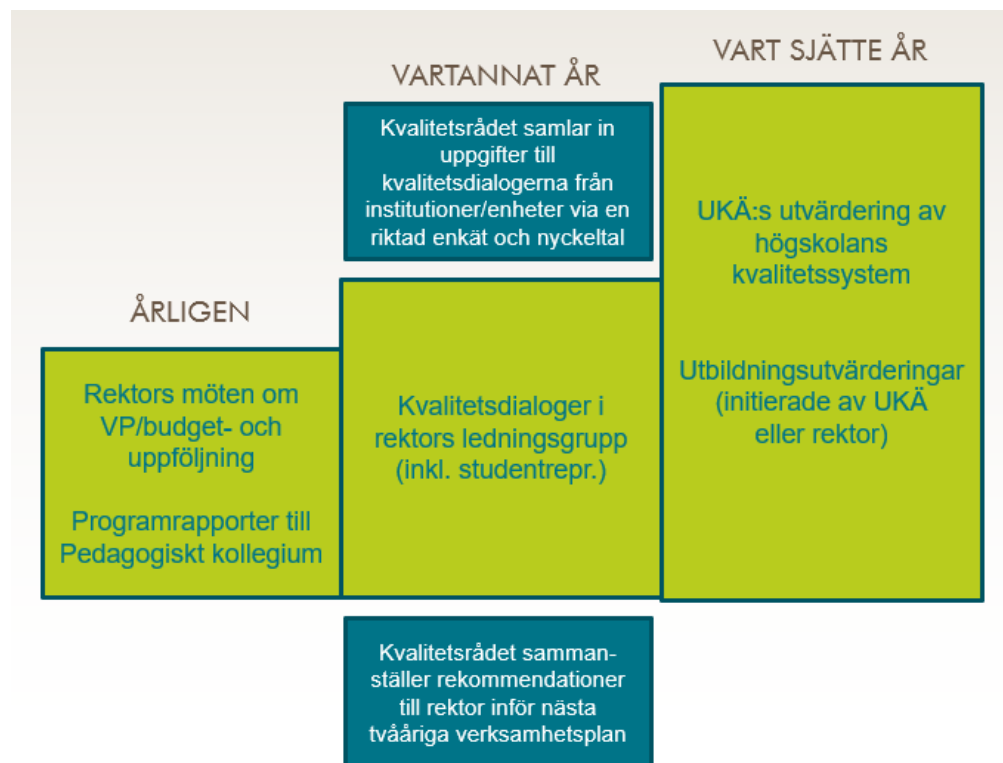 ÅRLIGEN
Rektors möten om
VP/budget- och
uppföljning
Programrapporter till
Pedagogiskt kollegium
VARTANNAT ÅR
Kvalitetsrådet samlar in
uppgifter till
kvalitetsdialogerna från
institutioner/enheter via en
riktad enkät och nyckeltal
Kvalitetsdialoger i
rektors ledningsgrupp
(inkl. studentrepr.)
Kvalitetsrådet samman-
ställer rekommendationer
till rektor inför nästa
tvååriga verksamhetsplan
VART SJÄTTE ÅR
UKÄ:s utvärdering av
högskolans
kvalitetssystem
Utbildningsutvärderingar
(initierade av UKÄ
eller rektor)